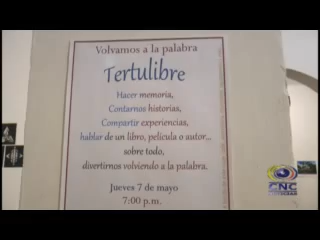 Volvamos a la palabra
Tertulibre
Hacer memoria,
Contarnos historias,
Compartir experiencias,
hablar de un libro, película o autor...
sobre todo,
divertirnos volviendo a la palabra.
Jueves 7 de mayo
7:00 p.m.
CNC